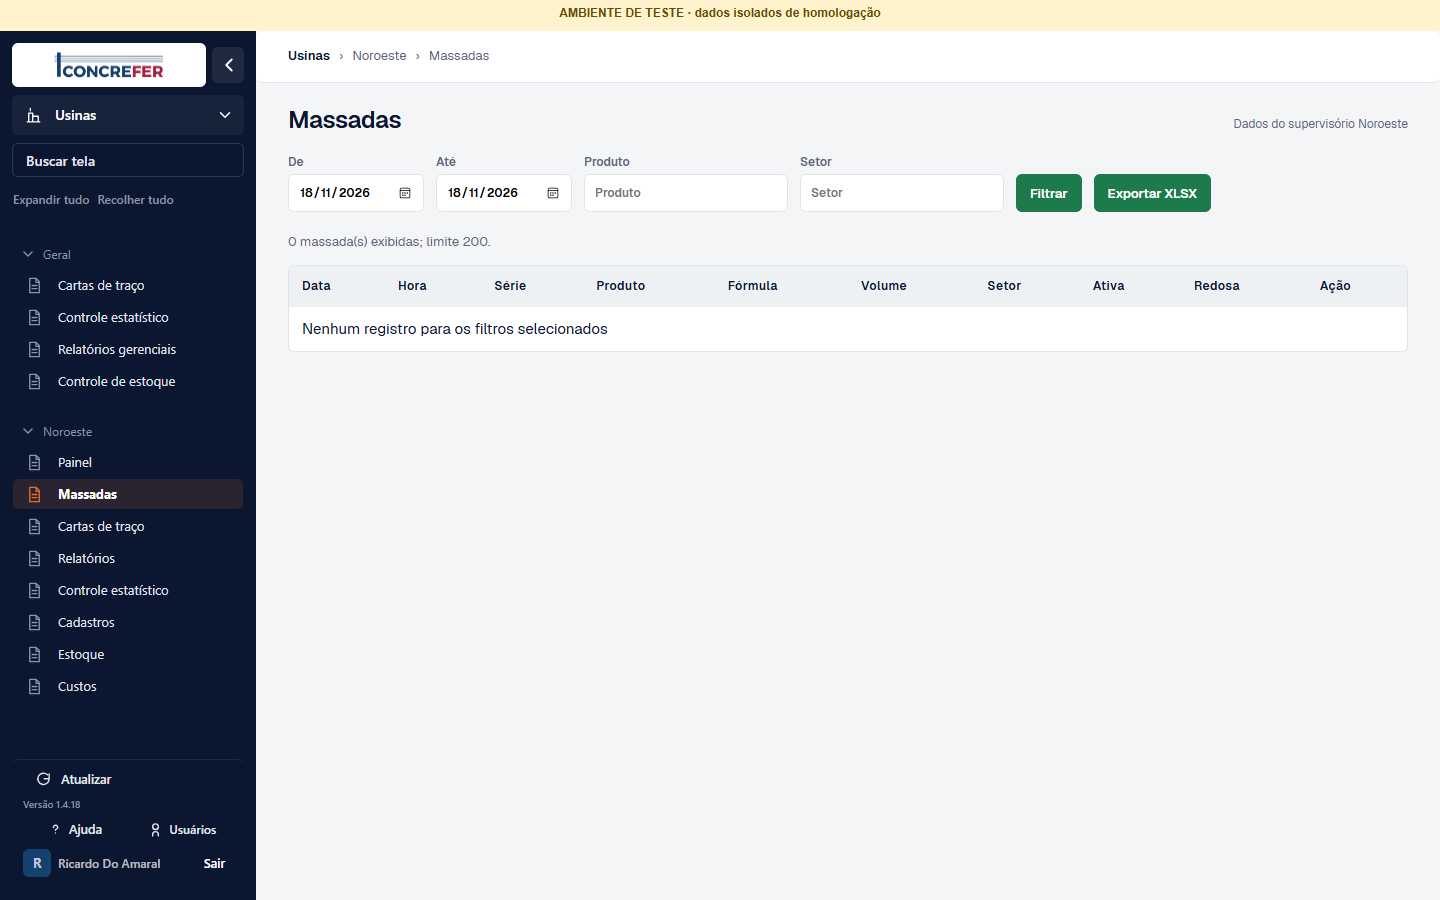 AMBIENTE DE TESTE · dados isolados de homologação
CONCREFER
Usinas
Buscar tela
Expandir tudo Recolher tudo
Geral
Cartas de traço
Controle estatístico
Relatórios gerenciais
Controle de estoque
Noroeste
Painel
Massadas
Cartas de traço
Relatórios
Controle estatístico
Cadastros
Estoque
Custos
Atualizar
Versão 1.4.18
? Ajuda Usuários
R Ricardo Do Amaral Sair
Usinas › Noroeste › Massadas
Massadas
Dados do supervisório Noroeste
De Até Produto Setor
18/11/2026 18/11/2026 Produto Setor Filtrar Exportar XLSX
0 massada(s) exibidas; limite 200.
Data Hora Série Produto Fórmula Volume Setor Ativa Redosa Ação
Nenhum registro para os filtros selecionados